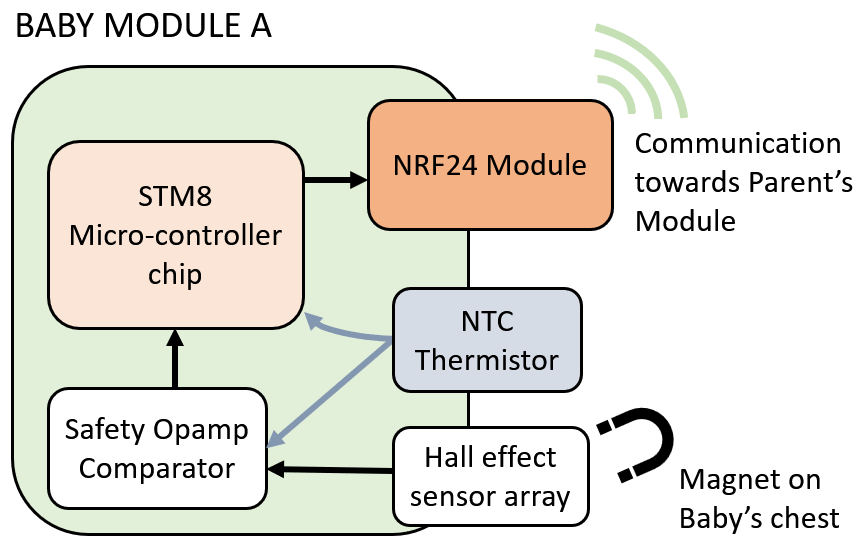 BABY MODULE A
NRF24 Module
Communication
towards Parent's
Module
STM8
Micro-controller
chip
NTC
Thermistor
Safety Opamp
Comparator
Hall effect
sensor array
Magnet on
Baby's chest